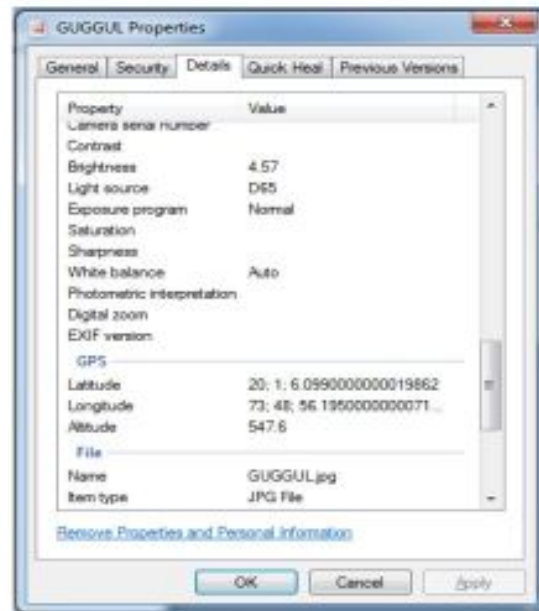 GUGGUL Properties
General Security Details Quick Heal Previous Versions
Property Value
Camera serial number
Contrast
Brightness 4.57
Light source D65
Exposure program Normal
Saturation
Sharpness
White balance Auto
Photometric interpretation
Digital zoom
EXIF version
GPS
Latitude 20; 1; 6.0990000000019862
Longitude 73; 48; 56.1950000000071...
Altitude 547.6
File
Name GUGGUL.jpg
Item type JPG File
Remove Properties and Personal Information
OK Cancel Apply